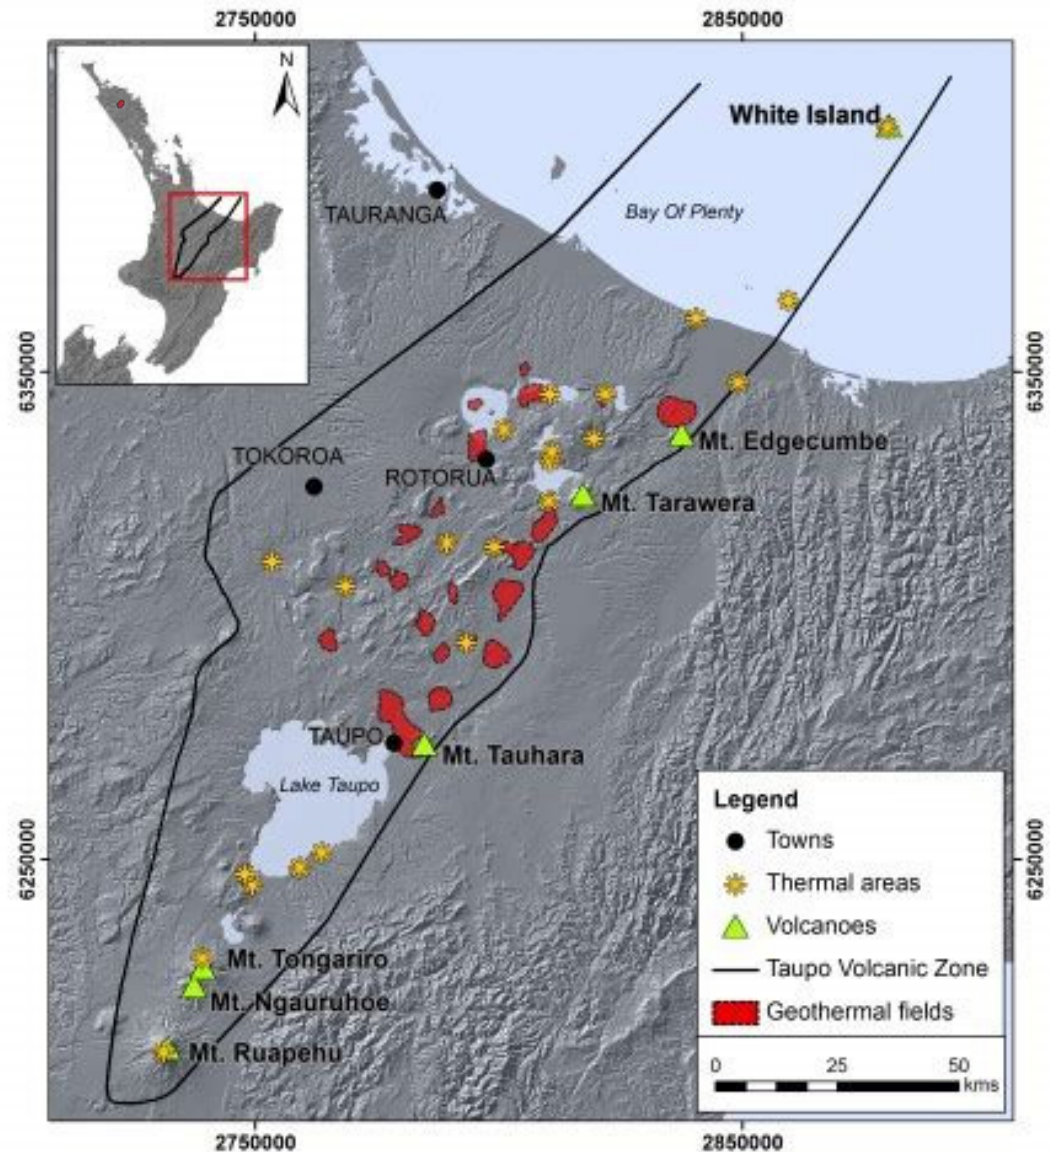 2750000
2850000
N
White Island
TAURANGA
Bay Of Plenty
6350000
6350000
TOKOROA
ROTORUA
Mt. Edgecumbe
Mt. Tarawera
TAUPO
Mt. Tauhara
Lake Taupo
Legend
Towns
6250000
6250000
Thermal areas
Volcanoes
Mt. Tongariro
Taupo Volcanic Zone
Mt. Ngauruhoe
Geothermal fields
Mt. Ruapehu
0 25 50
kms
2750000
2850000